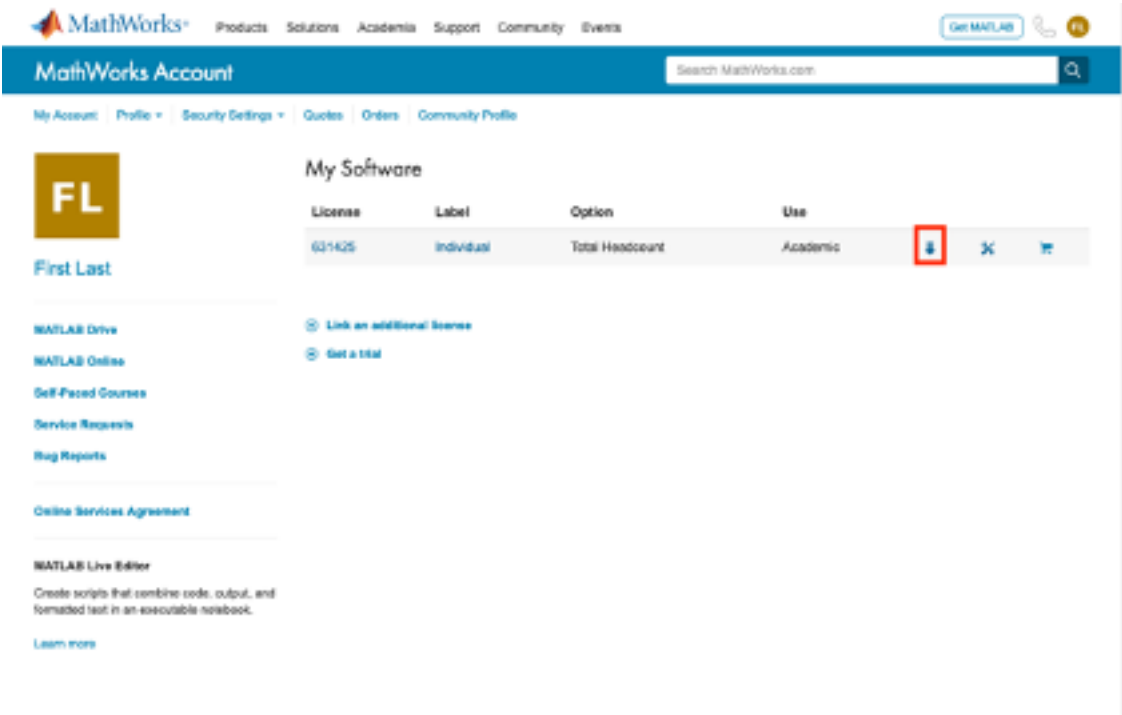 MathWorks®
Products Solutions Academia Support Community Events
Get MATLAB
FL
MathWorks Account
Search MathWorks.com
My Account Profile Security Settings Quotes Orders Community Profile
FL
First Last
My Software
License Label Option Use
631425 Individual Total Headcount Academic
Link an additional license
Get a trial
MATLAB Drive
MATLAB Online
Self-Paced Courses
Service Requests
Bug Reports
Online Services Agreement
MATLAB Live Editor
Create scripts that combine code, output, and
formatted text in an executable notebook.
Learn more